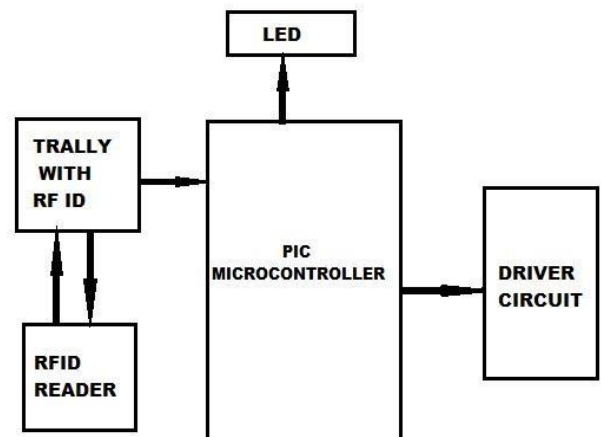 LED
TRALLY
WITH
RF ID
PIC
MICROCONTROLLER
DRIVER
CIRCUIT
RFID
READER